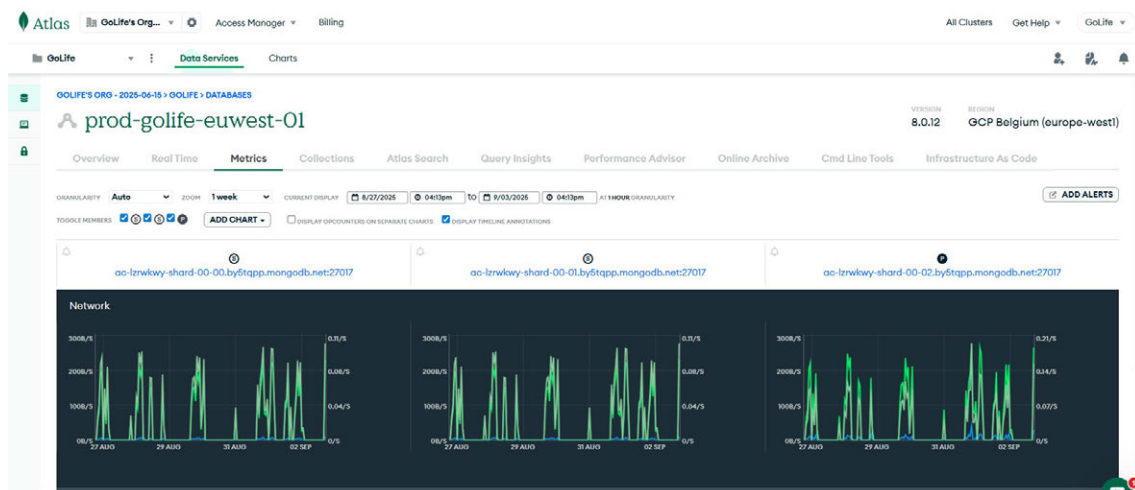 Atlas GoLife's Org... Access Manager Billing All Clusters Get Help GoLife
GoLife Data Services Charts
GOLIFE'S ORG - 2025-06-15 > GOLIFE > DATABASES
prod-golife-euwest-01
VERSION REGION
8.0.12 GCP Belgium (europe-west1)
Overview Real Time Metrics Collections Atlas Search Query Insights Performance Advisor Online Archive Cmd Line Tools Infrastructure As Code
GRANULARITY Auto ZOOM 1 week CURRENT DISPLAY 8/27/2025 04:13pm TO 9/03/2025 04:13pm AT 1 HOUR GRANULARITY ADD ALERTS
TOGGLE MEMBERS S S P ADD CHART DISPLAY OPCOUNTERS ON SEPARATE CHARTS DISPLAY TIMELINE ANNOTATIONS
S S P
ac-lzrwkwy-shard-00-00.by5tqpp.mongodb.net:27017 ac-lzrwkwy-shard-00-01.by5tqpp.mongodb.net:27017 ac-lzrwkwy-shard-00-02.by5tqpp.mongodb.net:27017
Network
300B/S 0.11/S 300B/S 0.11/S 300B/S 0.21/S
200B/S 0.08/S 200B/S 0.08/S 200B/S 0.14/S
100B/S 0.04/S 100B/S 0.04/S 100B/S 0.07/S
0B/S 0/S 0B/S 0/S 0B/S 0/S
27 AUG 29 AUG 31 AUG 02 SEP 27 AUG 29 AUG 31 AUG 02 SEP 27 AUG 29 AUG 31 AUG 02 SEP